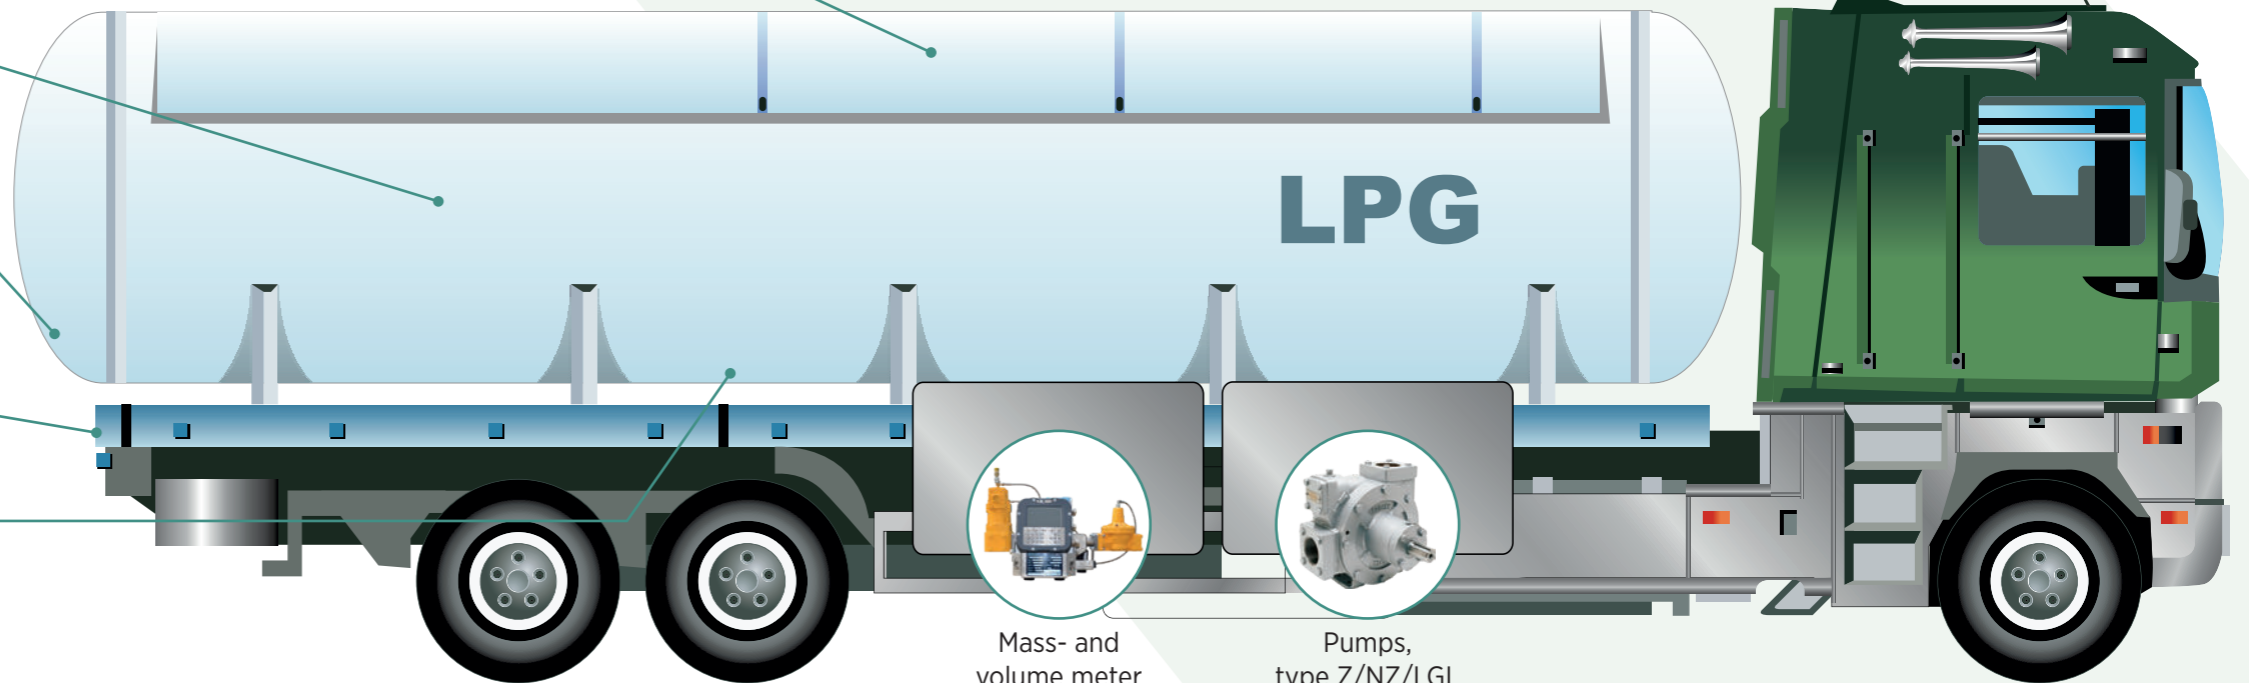 LPG
Mass- and
volume meter
Pumps,
type Z/NZ/LGL